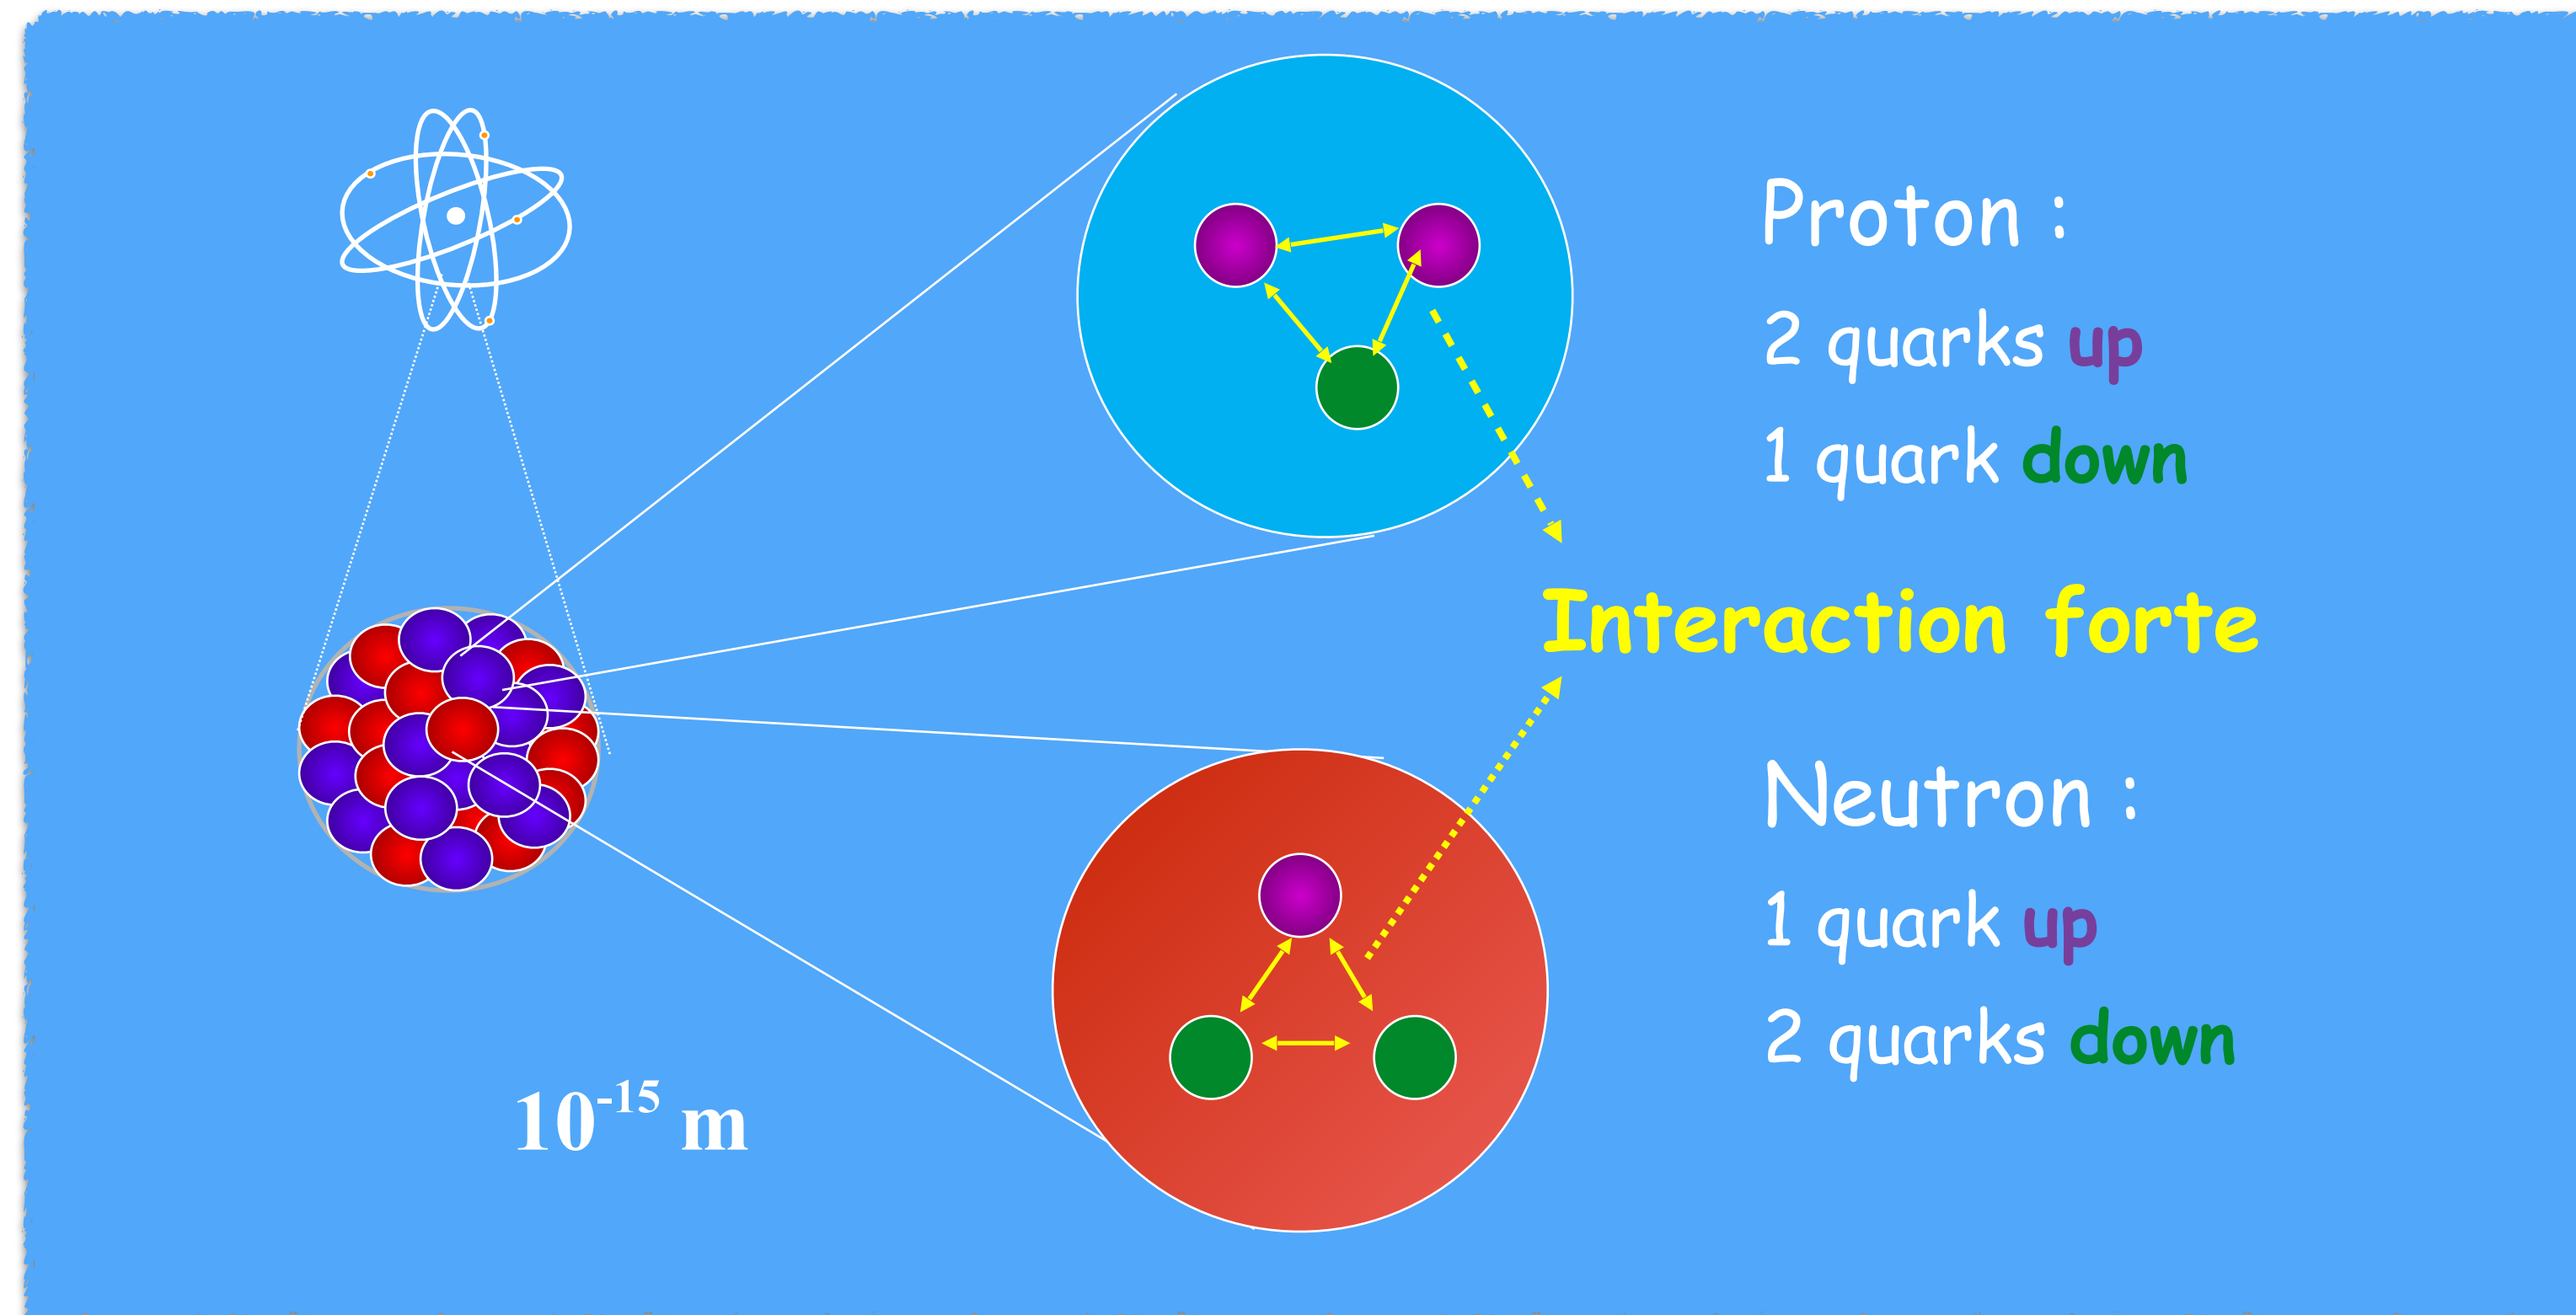 Proton :
2 quarks up
1 quark down
Interaction forte
Neutron :
1 quark up
2 quarks down
10⁻¹⁵ m